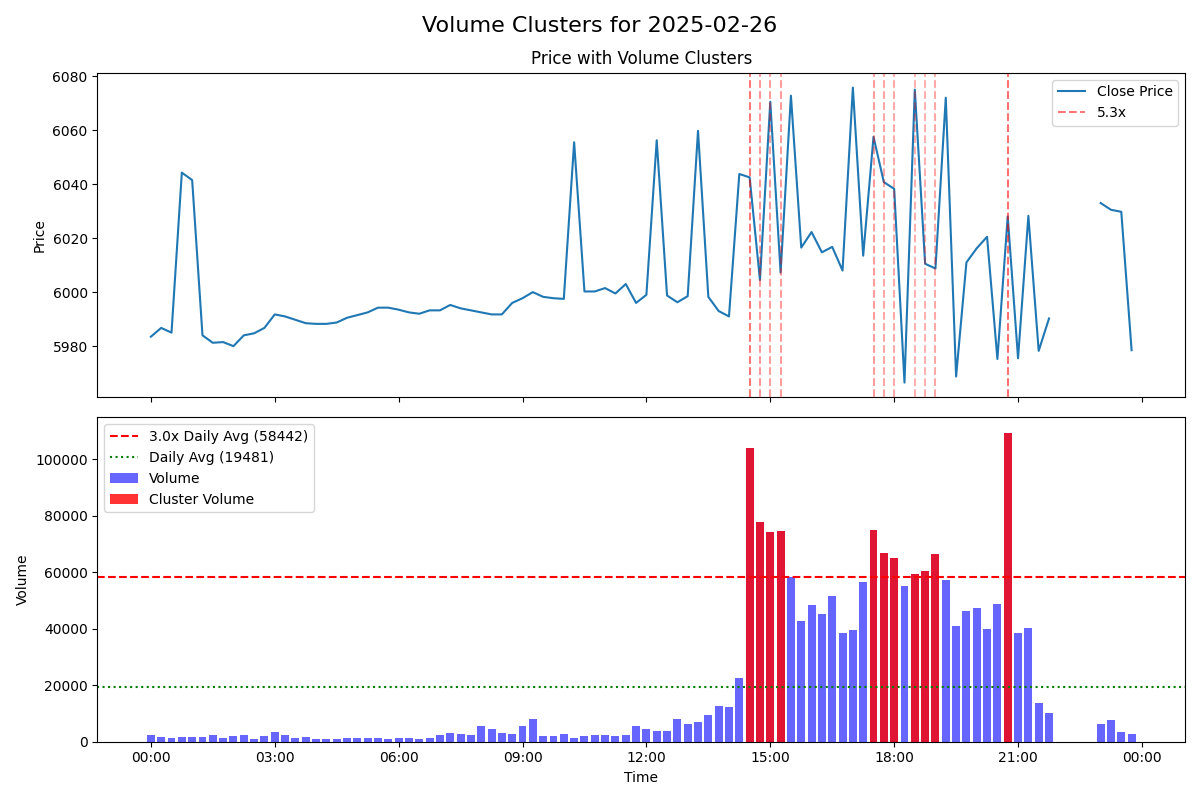 Volume Clusters for 2025-02-26
Price with Volume Clusters
6080
6060
6040
6020
6000
5980
Price
Close Price
5.3x
100000
80000
60000
40000
20000
0
Volume
3.0x Daily Avg (58442)
Daily Avg (19481)
Volume
Cluster Volume
00:00 03:00 06:00 09:00 12:00 15:00 18:00 21:00 00:00
Time